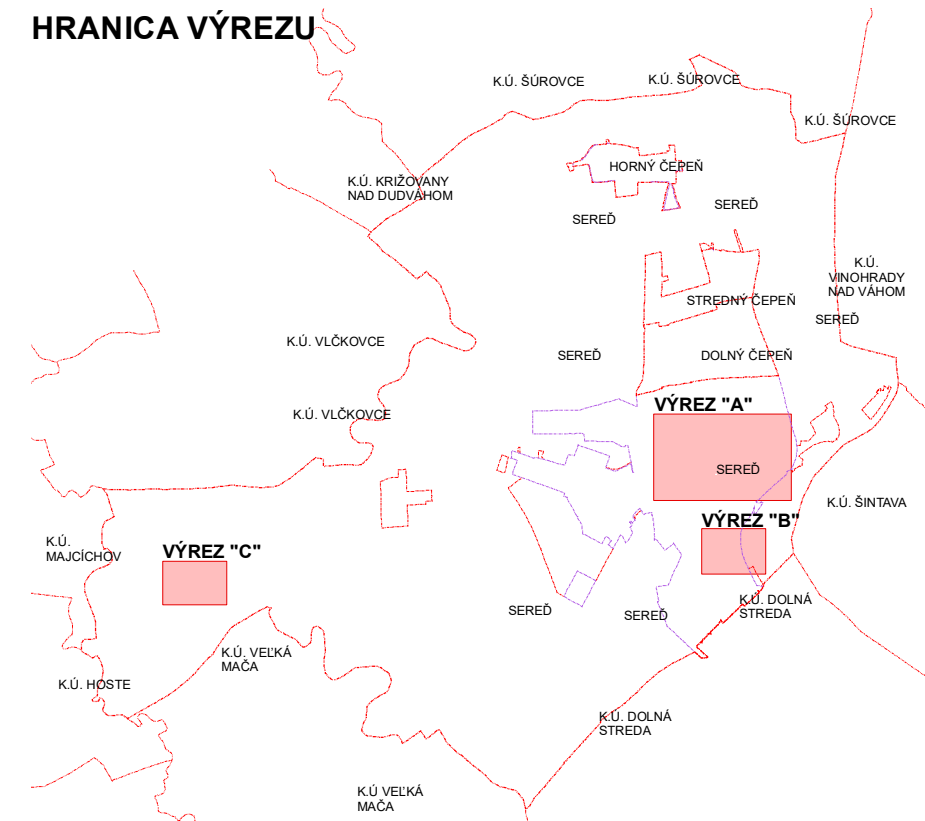 HRANICA VÝREZU
K.Ú. ŠÚROVCE
K.Ú. ŠÚROVCE
K.Ú. ŠÚROVCE
HORNÝ ČEPEŇ
K.Ú. KRIŽOVANY
NAD DUDVÁHOM
SEREĎ
SEREĎ
K.Ú.
VINOHRADY
NAD VÁHOM
STREDNÝ ČEPEŇ
SEREĎ
K.Ú. VLČKOVCE
SEREĎ
DOLNÝ ČEPEŇ
VÝREZ "A"
K.Ú. VLČKOVCE
SEREĎ
K.Ú. ŠINTAVA
VÝREZ "B"
K.Ú.
MAJCÍCHOV
VÝREZ "C"
K.Ú. DOLNÁ
STREDA
SEREĎ
SEREĎ
K.Ú. VEĽKÁ
MAČA
K.Ú. HOSTE
K.Ú. DOLNÁ
STREDA
K.Ú VEĽKÁ
MAČA